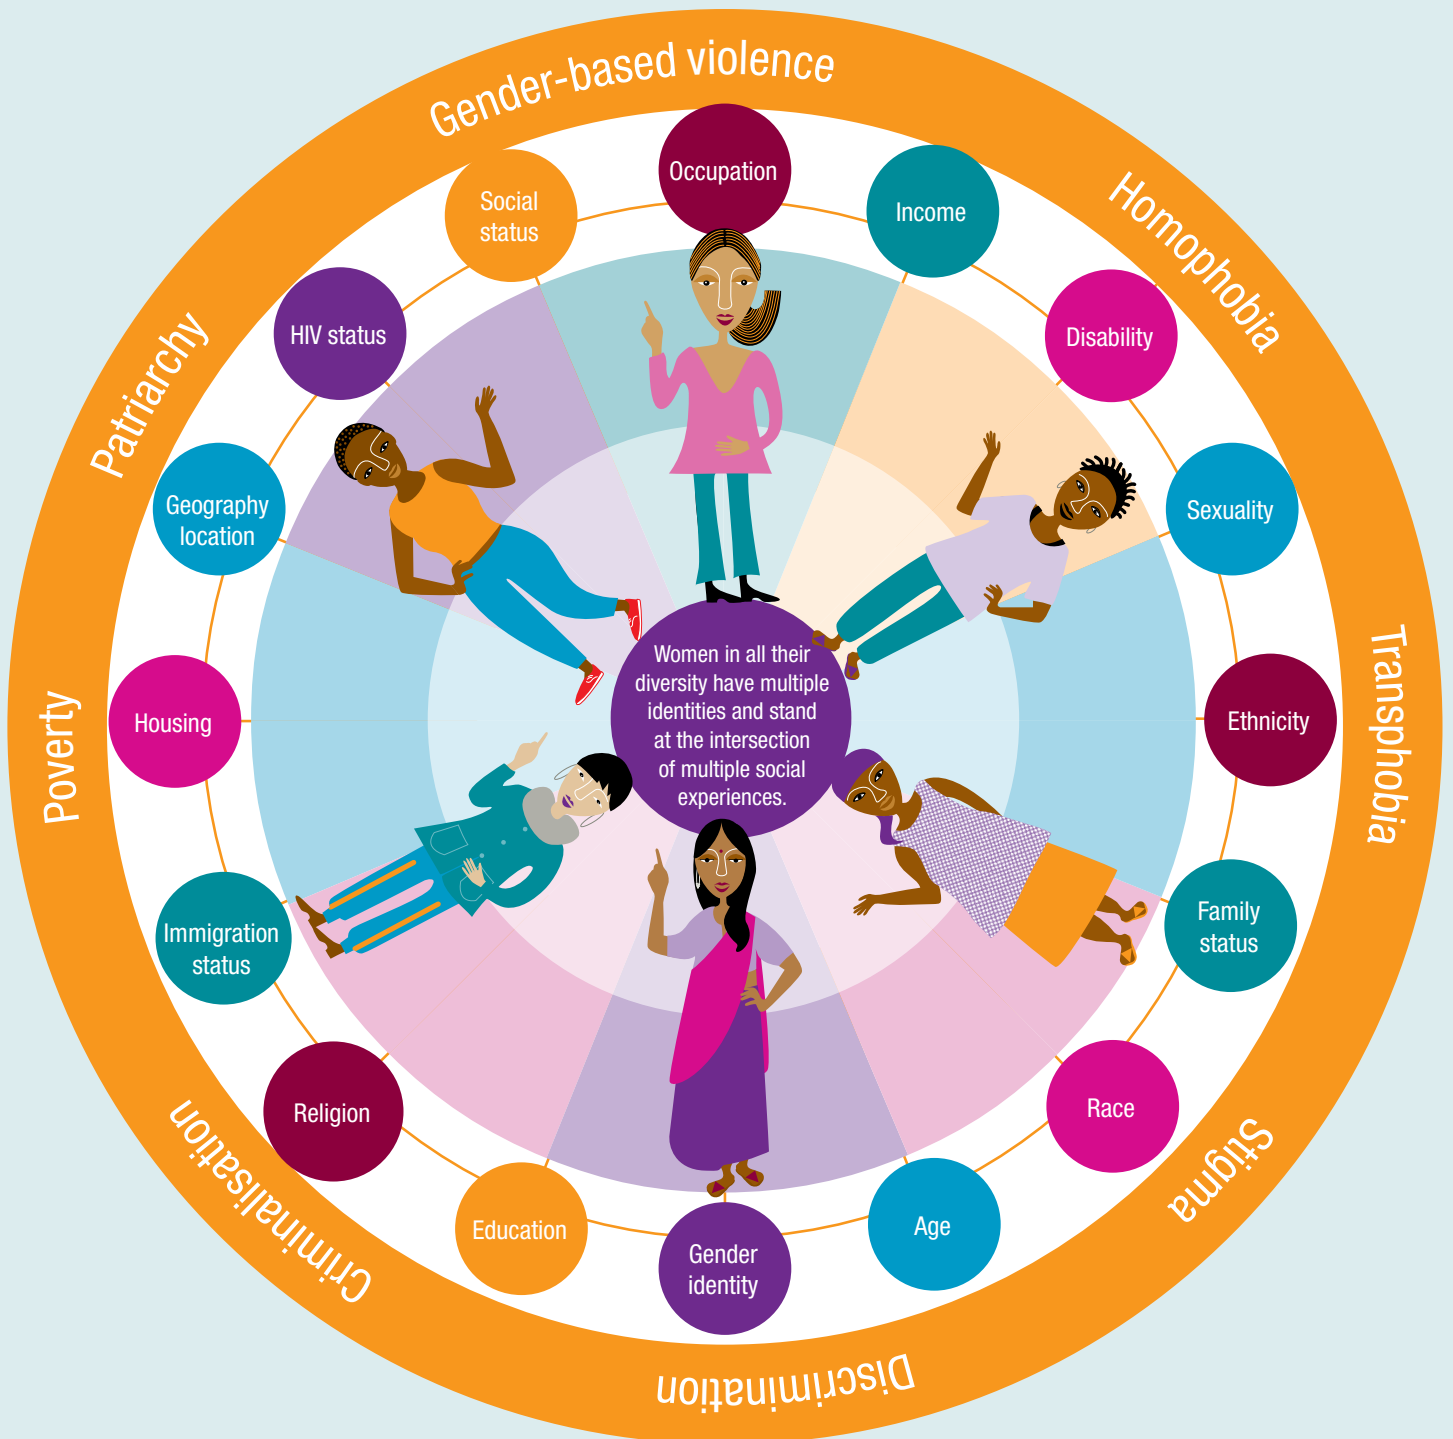 Gender-based violence
Homophobia
Transphobia
Stigma
Discrimination
Criminalisation
Poverty
Patriarchy
Occupation
Income
Disability
Sexuality
Ethnicity
Family
status
Race
Age
Gender
identity
Education
Religion
Immigration
status
Housing
Geography
location
HIV status
Social
status
Women in all their
diversity have multiple
identities and stand
at the intersection
of multiple social
experiences.